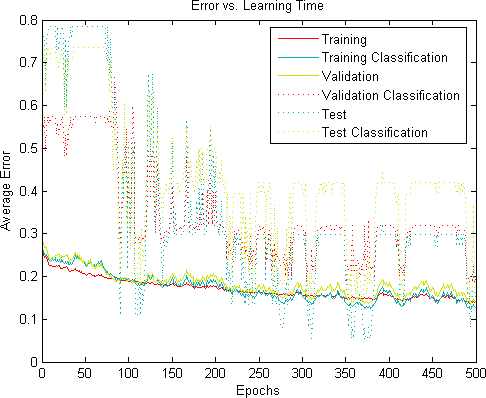 Error vs. Learning Time
0.8
0.7
0.6
0.5
0.4
0.3
0.2
0.1
0
Average Error
Training
Training Classification
Validation
Validation Classification
Test
Test Classification
0 50 100 150 200 250 300 350 400 450 500
Epochs